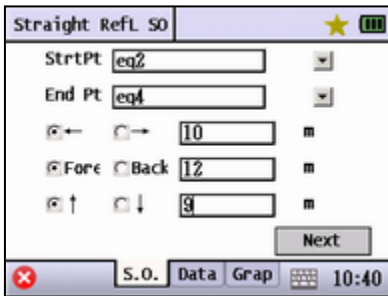 Straight RefL SO
StrtPt eq2
End Pt eq4
← → 10 m
Fore Back 12 m
↑ ↓ 9 m
Next
S.O. Data Grap 10:40